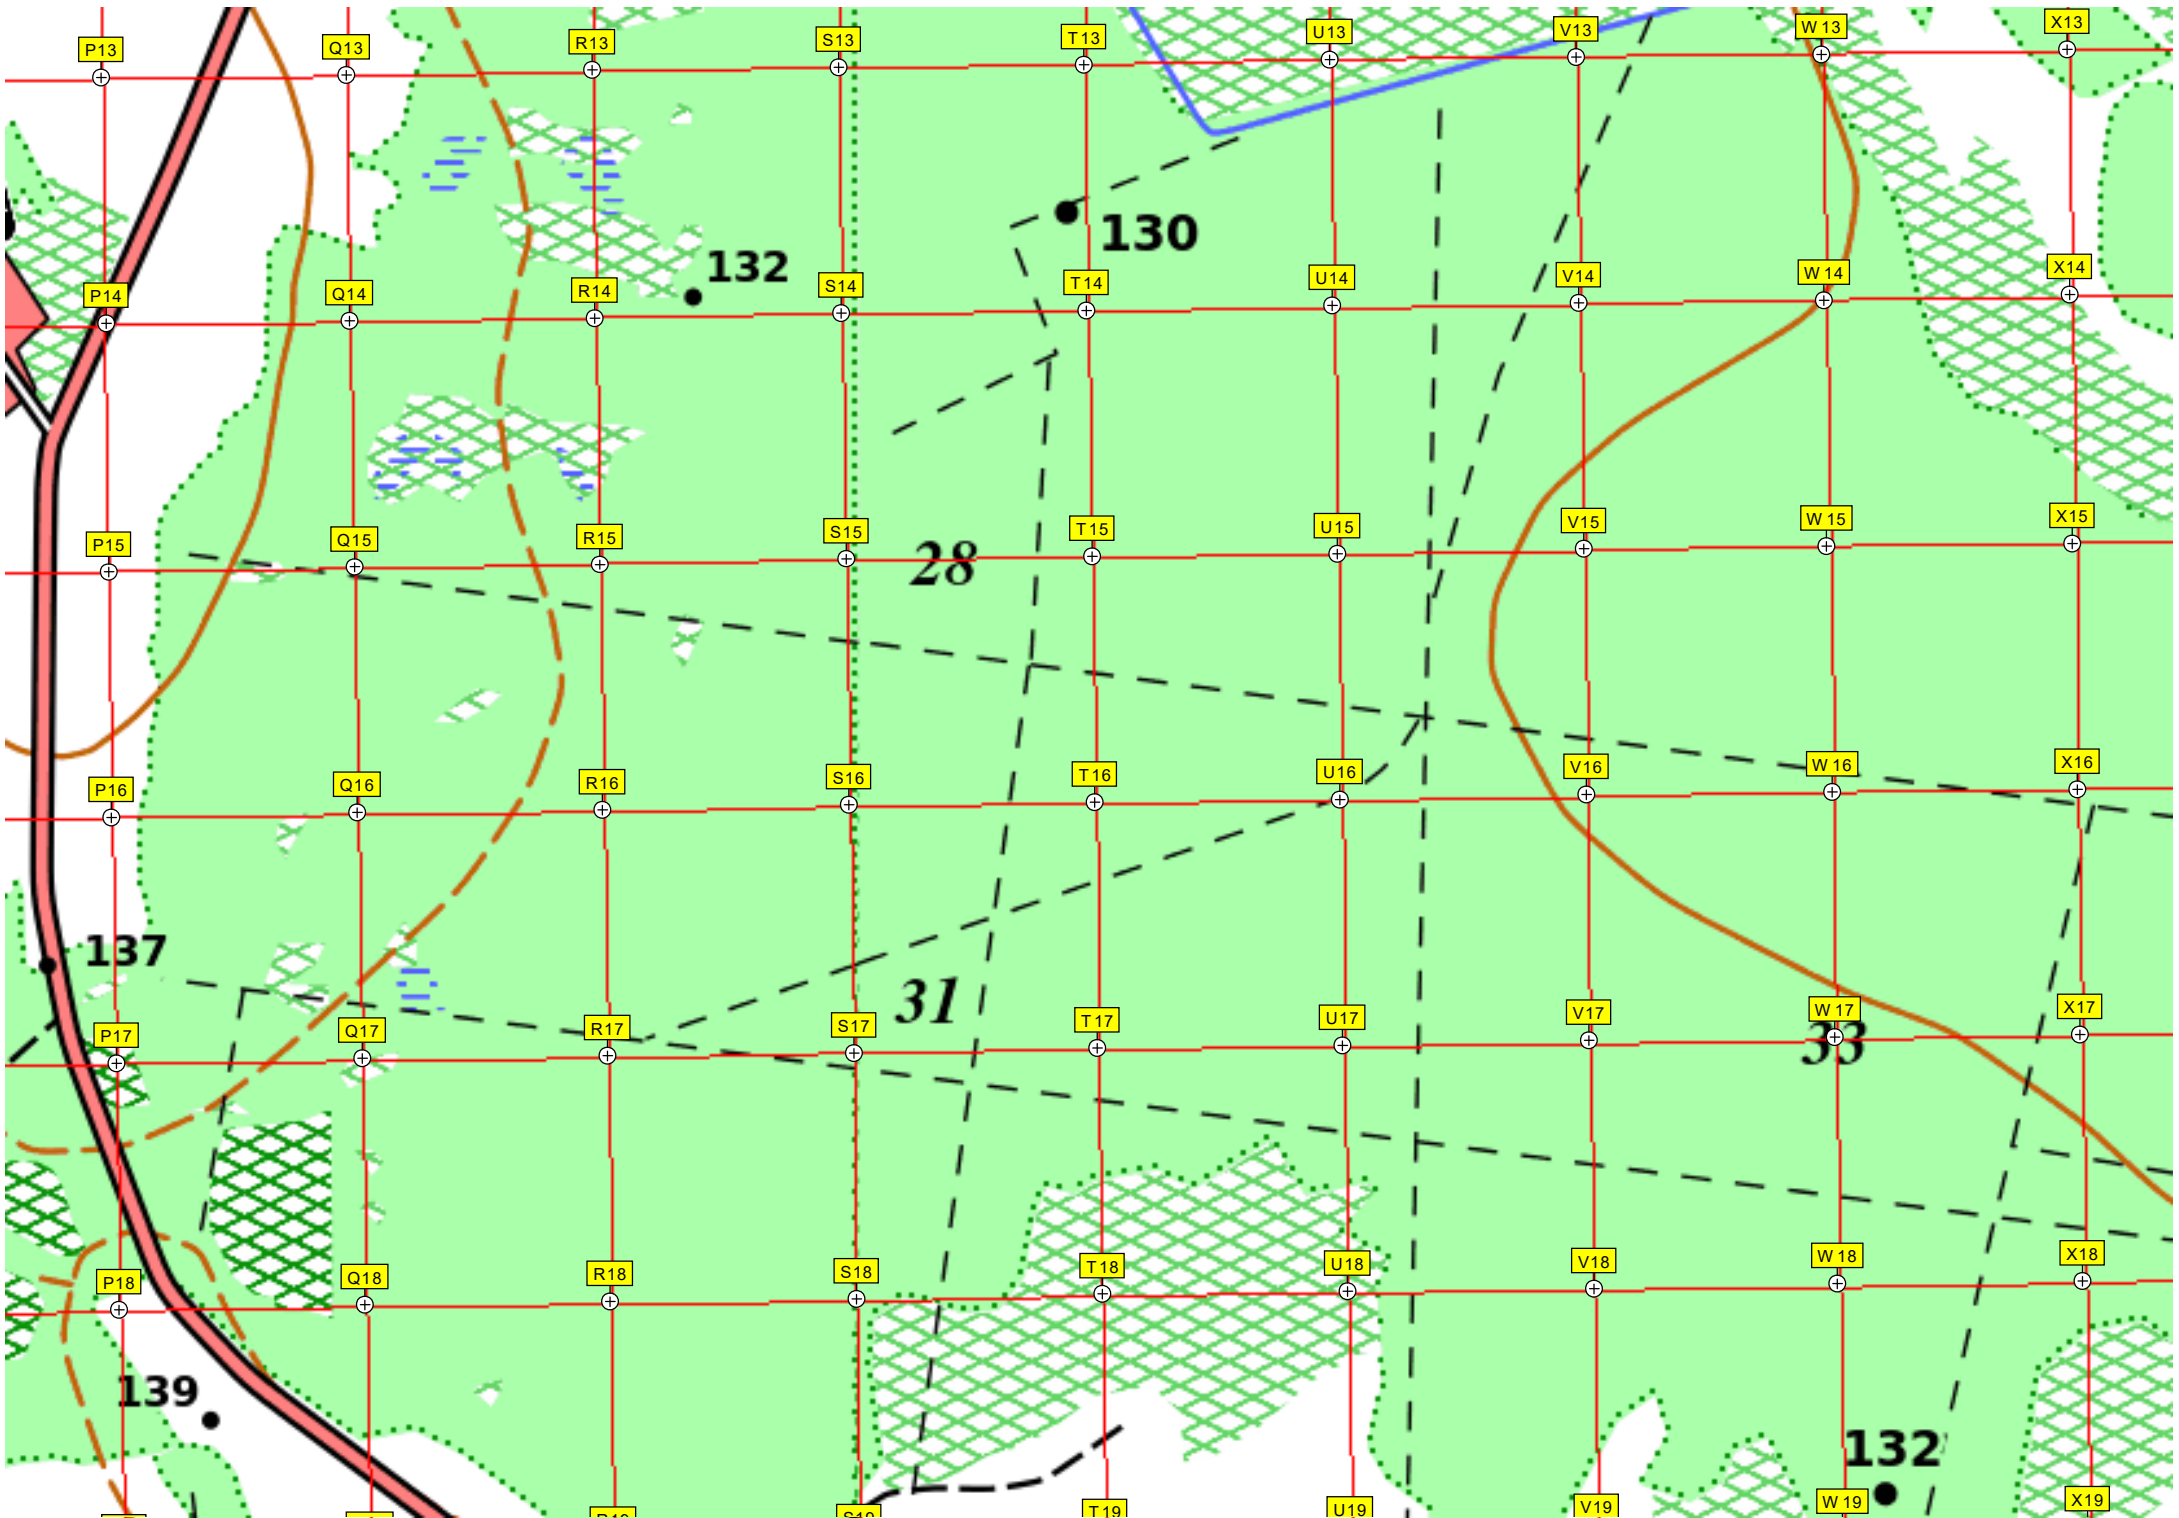 P13 Q13 R13 S13 T13 U13 V13 W13 X13
130
132
P14 Q14 R14 S14 T14 U14 V14 W14 X14
P15 Q15 R15 S15 T15 U15 V15 W15 X15
28
P16 Q16 R16 S16 T16 U16 V16 W16 X16
137
31
P17 Q17 R17 S17 T17 U17 V17 W17 X17
33
P18 Q18 R18 S18 T18 U18 V18 W18 X18
139
132
S19 T19 U19 V19 W19 X19